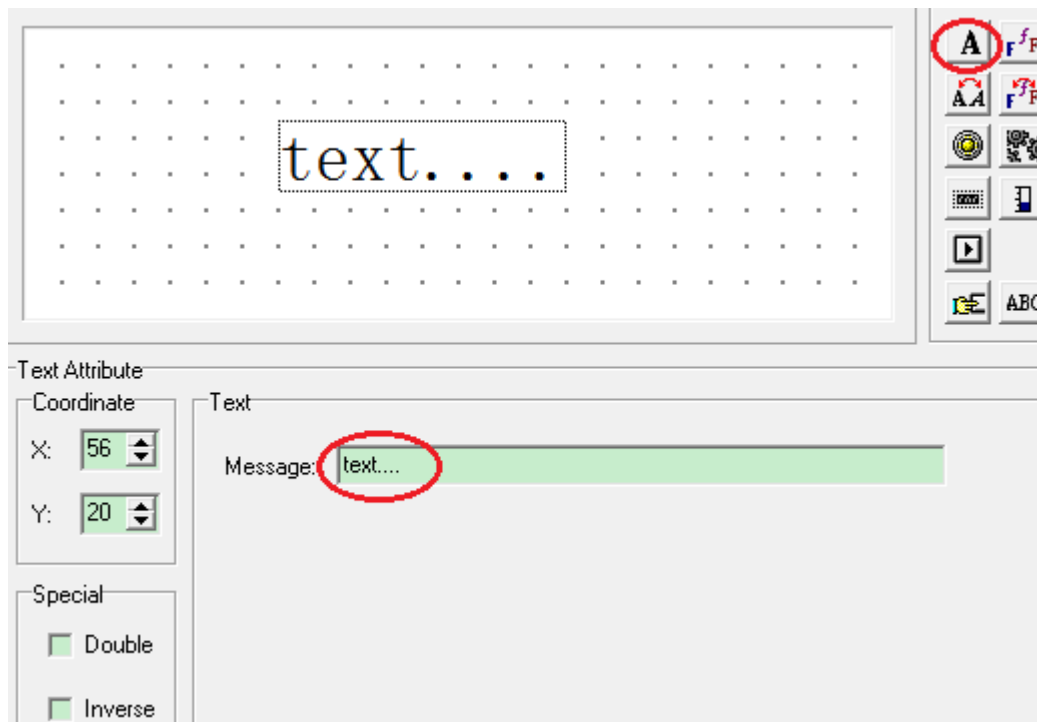 A
F f F
text....
A A
F F
ABC
Text Attribute
Coordinate
Text
X: 56
Message: text....
Y: 20
Special
Double
Inverse